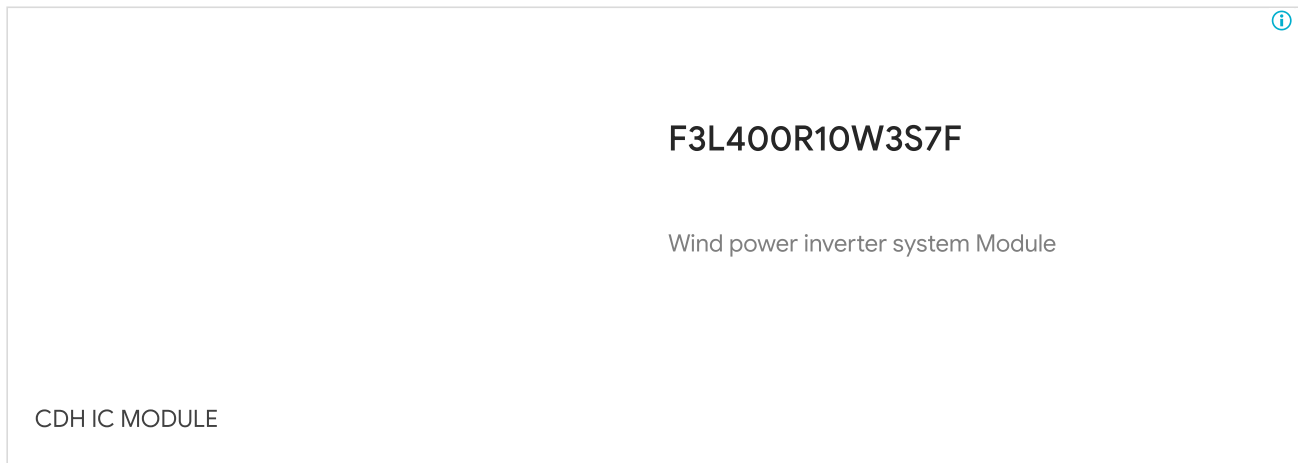 F3L400R10W3S7F
Wind power inverter system Module
CDH IC MODULE